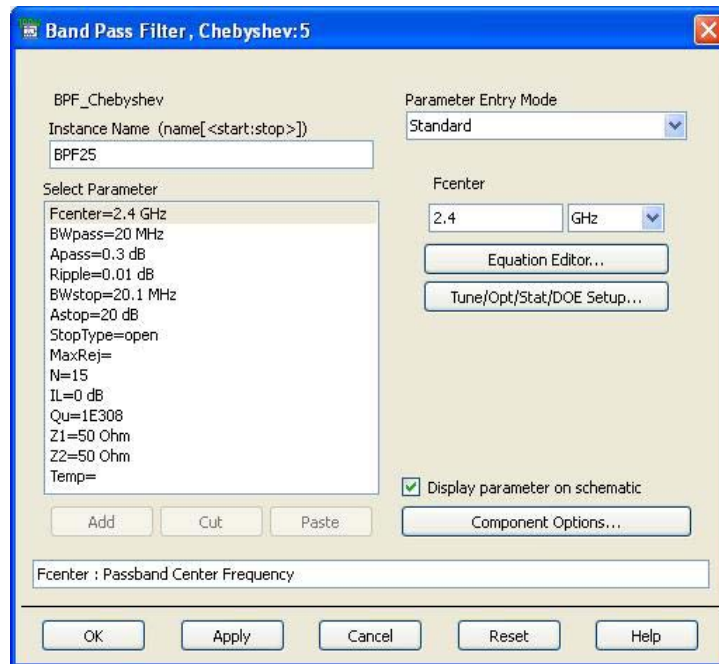 Band Pass Filter , Chebyshev:5
BPF_Chebyshev
Instance Name (name[<start:stop>])
BPF25
Select Parameter
Fcenter=2.4 GHz
BWpass=20 MHz
Apass=0.3 dB
Ripple=0.01 dB
BWstop=20.1 MHz
Astop=20 dB
StopType=open
MaxRej=
N=15
IL=0 dB
Qu=1E308
Z1=50 Ohm
Z2=50 Ohm
Temp=
Add Cut Paste
Parameter Entry Mode
Standard
Fcenter
2.4 GHz
Equation Editor...
Tune/Opt/Stat/DOE Setup...
Display parameter on schematic
Component Options...
Fcenter : Passband Center Frequency
OK Apply Cancel Reset Help